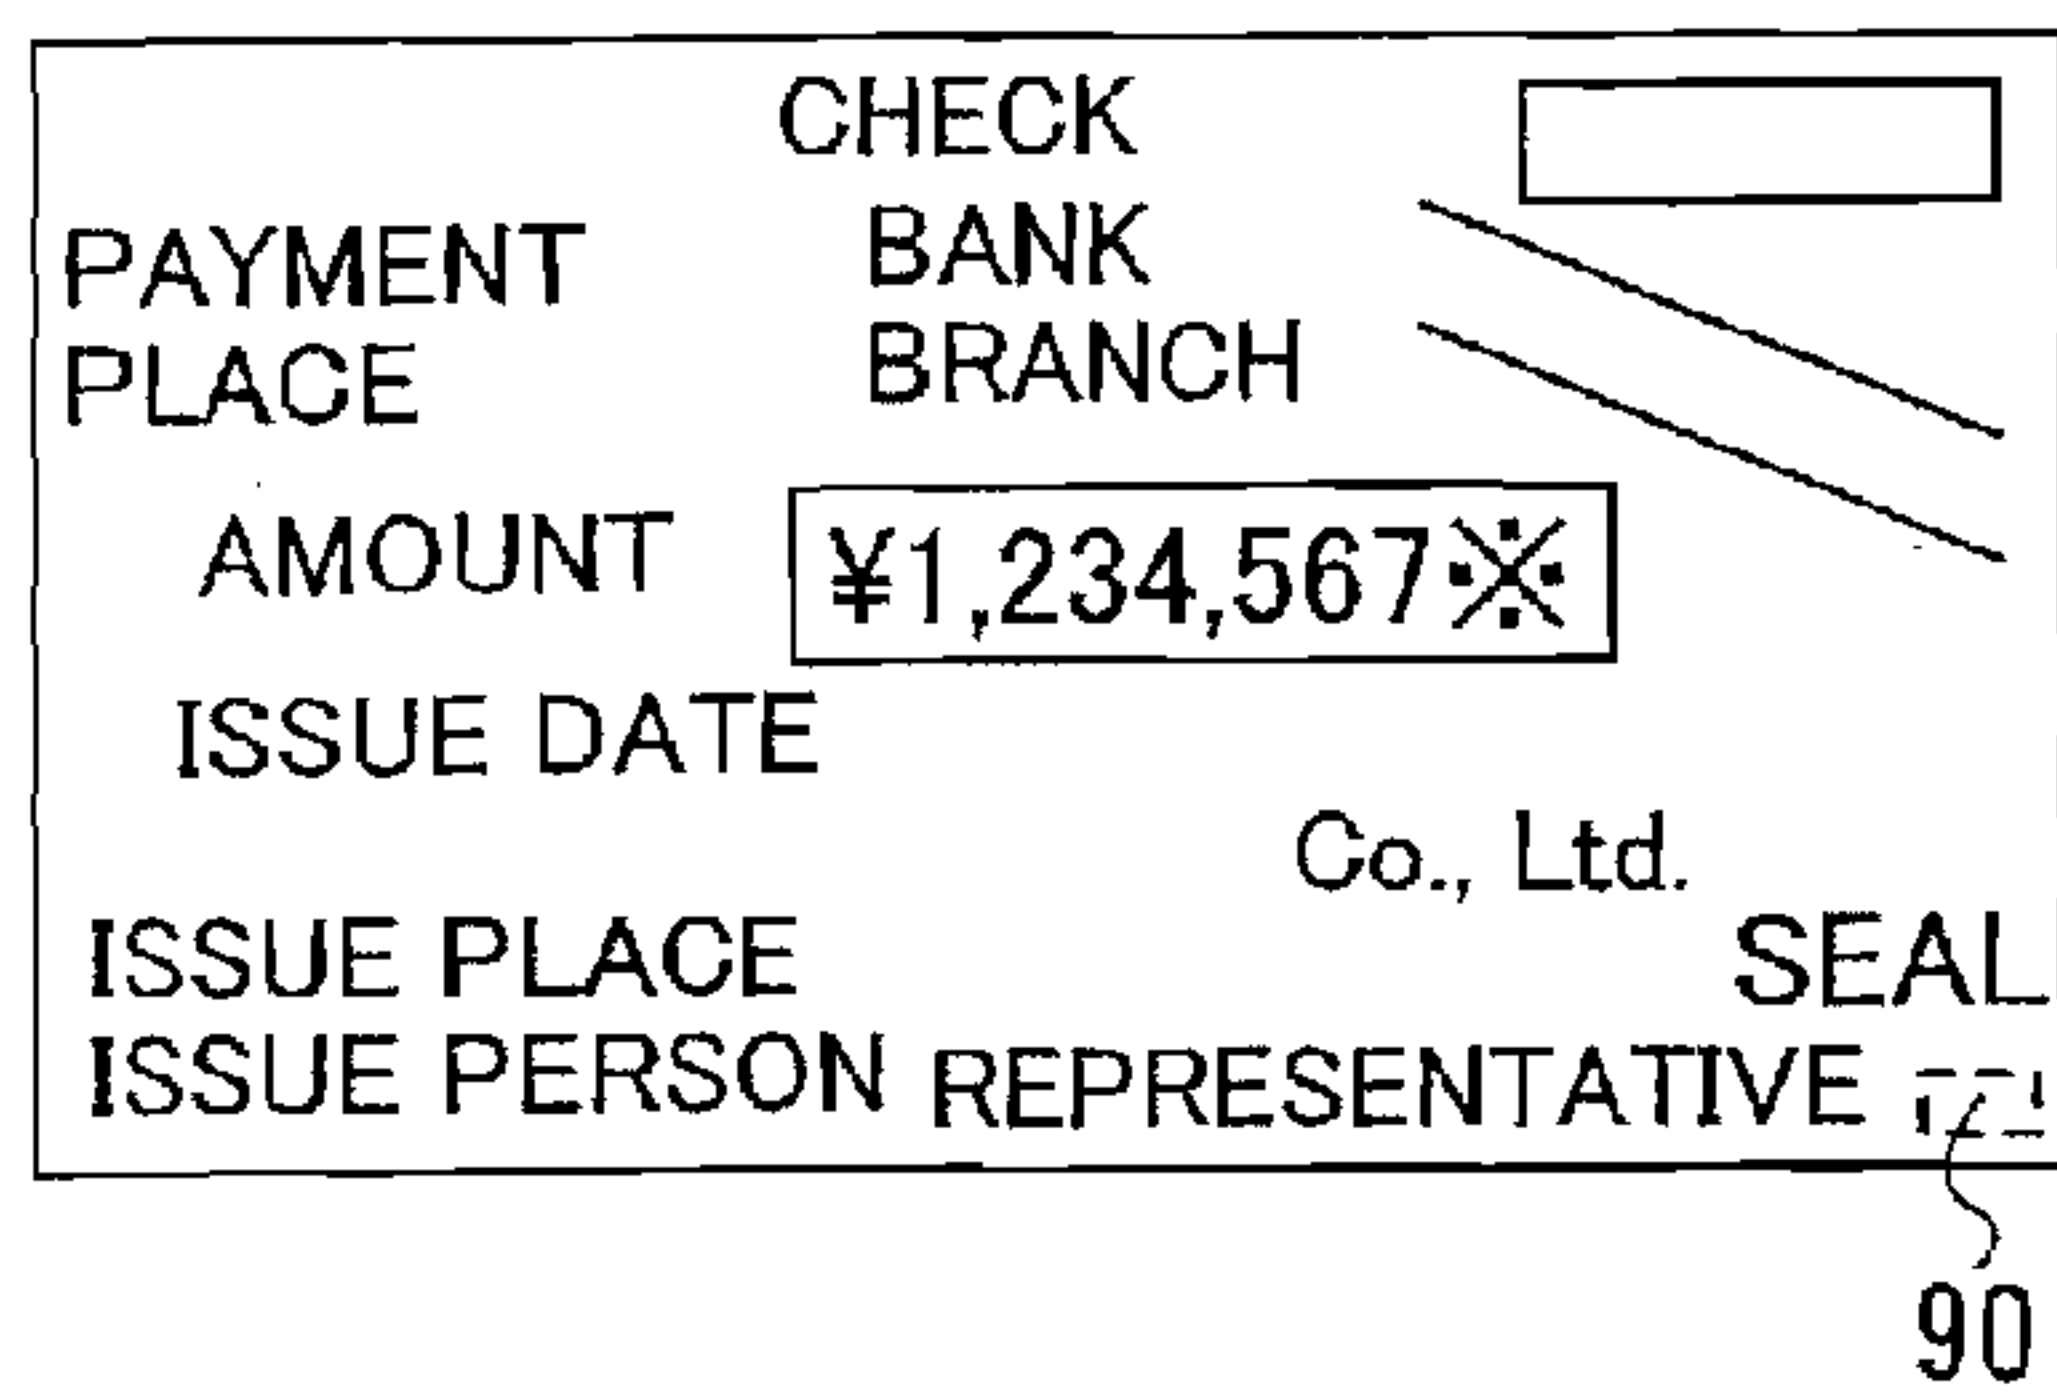 CHECK
PAYMENT PLACE
BANK
BRANCH
AMOUNT ¥1,234,567※
ISSUE DATE
Co., Ltd.
ISSUE PLACE
SEAL
ISSUE PERSON REPRESENTATIVE
90